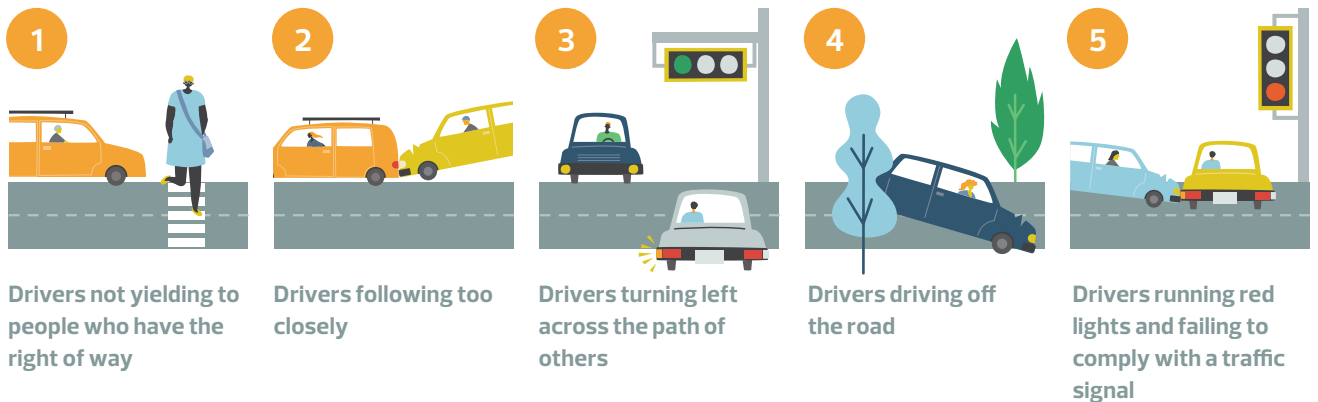 1
Drivers not yielding to
people who have the
right of way
2
Drivers following too
closely
3
Drivers turning left
across the path of
others
4
Drivers driving off
the road
5
Drivers running red
lights and failing to
comply with a traffic
signal